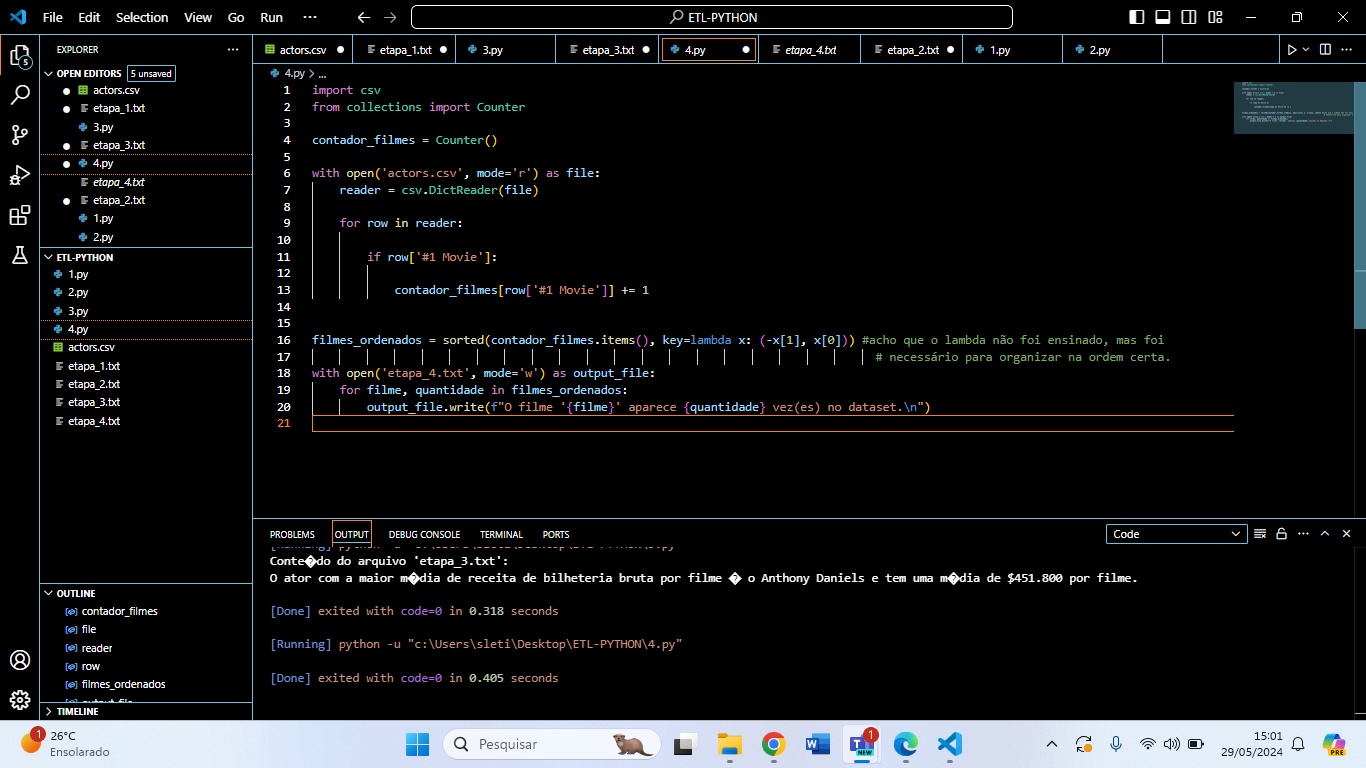 File Edit Selection View Go Run ··· ETL-PYTHON
EXPLORER ···
OPEN EDITORS 5 unsaved
actors.csv
etapa_1.txt
3.py
etapa_3.txt
4.py
etapa_4.txt
etapa_2.txt
1.py
2.py
ETL-PYTHON
1.py
2.py
3.py
4.py
actors.csv
etapa_1.txt
etapa_2.txt
etapa_3.txt
etapa_4.txt
OUTLINE
contador_filmes
file
reader
row
filmes_ordenados
output_file
TIMELINE
5
actors.csv etapa_1.txt 3.py etapa_3.txt 4.py etapa_4.txt etapa_2.txt 1.py 2.py
4.py > ...
1 import csv
2 from collections import Counter
3
4 contador_filmes = Counter()
5
6 with open('actors.csv', mode='r') as file:
7 reader = csv.DictReader(file)
8
9 for row in reader:
10
11 if row['#1 Movie']:
12
13 contador_filmes[row['#1 Movie']] += 1
14
15
16 filmes_ordenados = sorted(contador_filmes.items(), key=lambda x: (-x[1], x[0])) #acho que o lambda não foi ensinado, mas foi
17 # necessário para organizar na ordem certa.
18 with open('etapa_4.txt', mode='w') as output_file:
19 for filme, quantidade in filmes_ordenados:
20 output_file.write(f"O filme '{filme}' aparece {quantidade} vez(es) no dataset.\n")
21
PROBLEMS OUTPUT DEBUG CONSOLE TERMINAL PORTS Code
Conte�do do arquivo 'etapa_3.txt':
O ator com a maior m�dia de receita de bilheteria bruta por filme � o Anthony Daniels e tem uma m�dia de $451.800 por filme.
[Done] exited with code=0 in 0.318 seconds
[Running] python -u "c:\Users\sleti\Desktop\ETL-PYTHON\4.py"
[Done] exited with code=0 in 0.405 seconds
1 26°C
Ensolarado
Pesquisar
1
NEW
15:01
29/05/2024
PRE